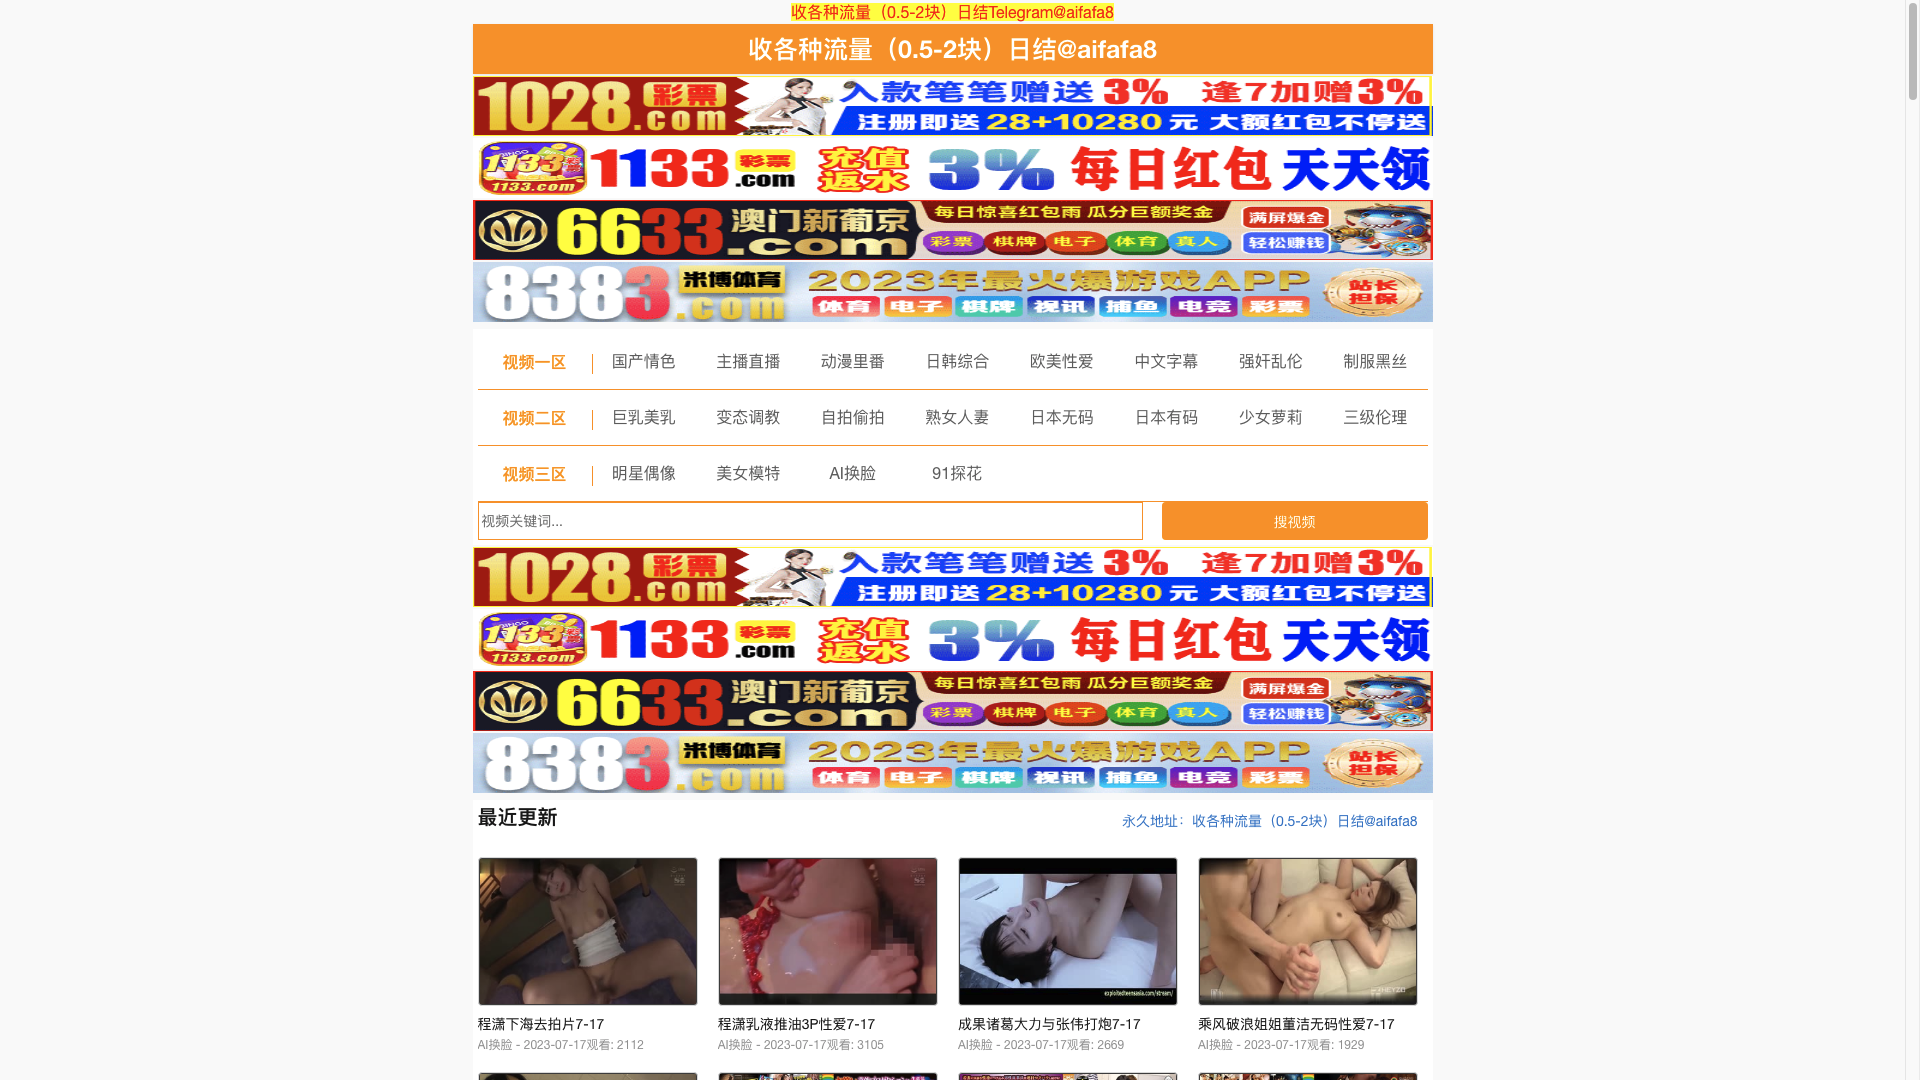 收各种流量（0.5-2块）日结Telegram@aifafa8
收各种流量（0.5-2块）日结@aifafa8
1028彩票.com 入款笔笔赠送 3% 逢7加赠3%
注册即送 28+10280 元 大额红包不停送
1133.com 1133彩票.com 充值返水 3% 每日红包 天天领
6633.com 澳门新葡京 每日惊喜红包雨 瓜分巨额奖金 满屏爆金
彩票 棋牌 电子 体育 真人 轻松赚钱
8383.com 米博体育 2023年最火爆游戏APP 站长担保
体育 电子 棋牌 视讯 捕鱼 电竞 彩票
视频一区 国产情色 主播直播 动漫里番 日韩综合 欧美性爱 中文字幕 强奸乱伦 制服黑丝
视频二区 巨乳美乳 变态调教 自拍偷拍 熟女人妻 日本无码 日本有码 少女萝莉 三级伦理
视频三区 明星偶像 美女模特 AI换脸 91探花
视频关键词... 搜视频
1028彩票.com 入款笔笔赠送 3% 逢7加赠3%
注册即送 28+10280 元 大额红包不停送
1133.com 1133彩票.com 充值返水 3% 每日红包 天天领
6633.com 澳门新葡京 每日惊喜红包雨 瓜分巨额奖金 满屏爆金
彩票 棋牌 电子 体育 真人 轻松赚钱
8383.com 米博体育 2023年最火爆游戏APP 站长担保
体育 电子 棋牌 视讯 捕鱼 电竞 彩票
最近更新 永久地址：收各种流量（0.5-2块）日结@aifafa8
程潇下海去拍片7-17 程潇乳液推油3P性爱7-17 成果诸葛大力与张伟打炮7-17 乘风破浪姐姐董洁无码性爱7-17
AI换脸 - 2023-07-17观看: 2112 AI换脸 - 2023-07-17观看: 3105 AI换脸 - 2023-07-17观看: 2669 AI换脸 - 2023-07-17观看: 1929